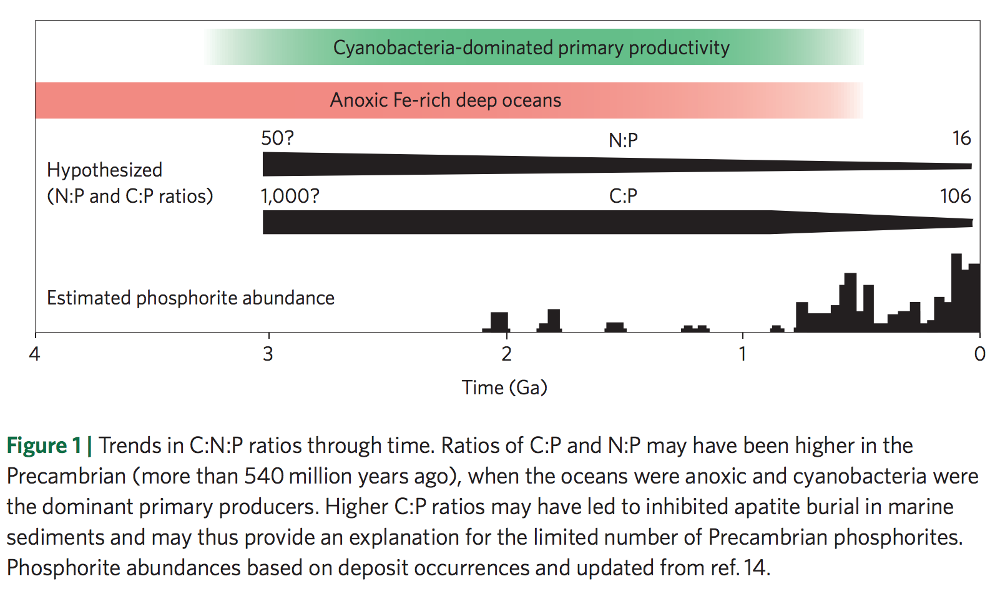 Cyanobacteria-dominated primary productivity
Anoxic Fe-rich deep oceans
50? N:P 16
Hypothesized
(N:P and C:P ratios)
1,000? C:P 106
Estimated phosphorite abundance
4 3 2 1 0
Time (Ga)
Figure 1 | Trends in C:N:P ratios through time. Ratios of C:P and N:P may have been higher in the
Precambrian (more than 540 million years ago), when the oceans were anoxic and cyanobacteria were
the dominant primary producers. Higher C:P ratios may have led to inhibited apatite burial in marine
sediments and may thus provide an explanation for the limited number of Precambrian phosphorites.
Phosphorite abundances based on deposit occurrences and updated from ref. 14.